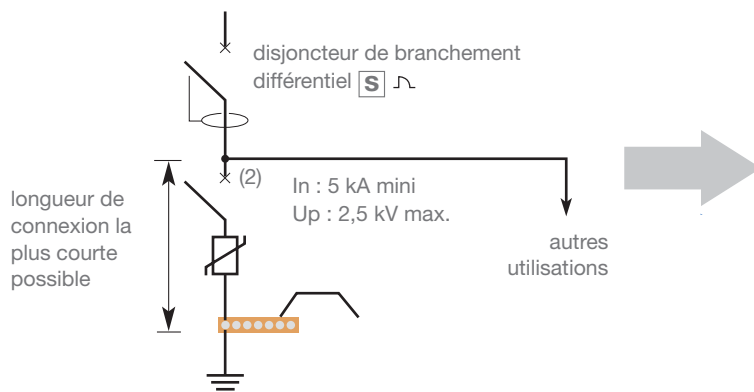 disjoncteur de branchement
différentiel S
(2)
In : 5 kA mini
Up : 2,5 kV max.
longueur de
connexion la
plus courte
possible
autres
utilisations